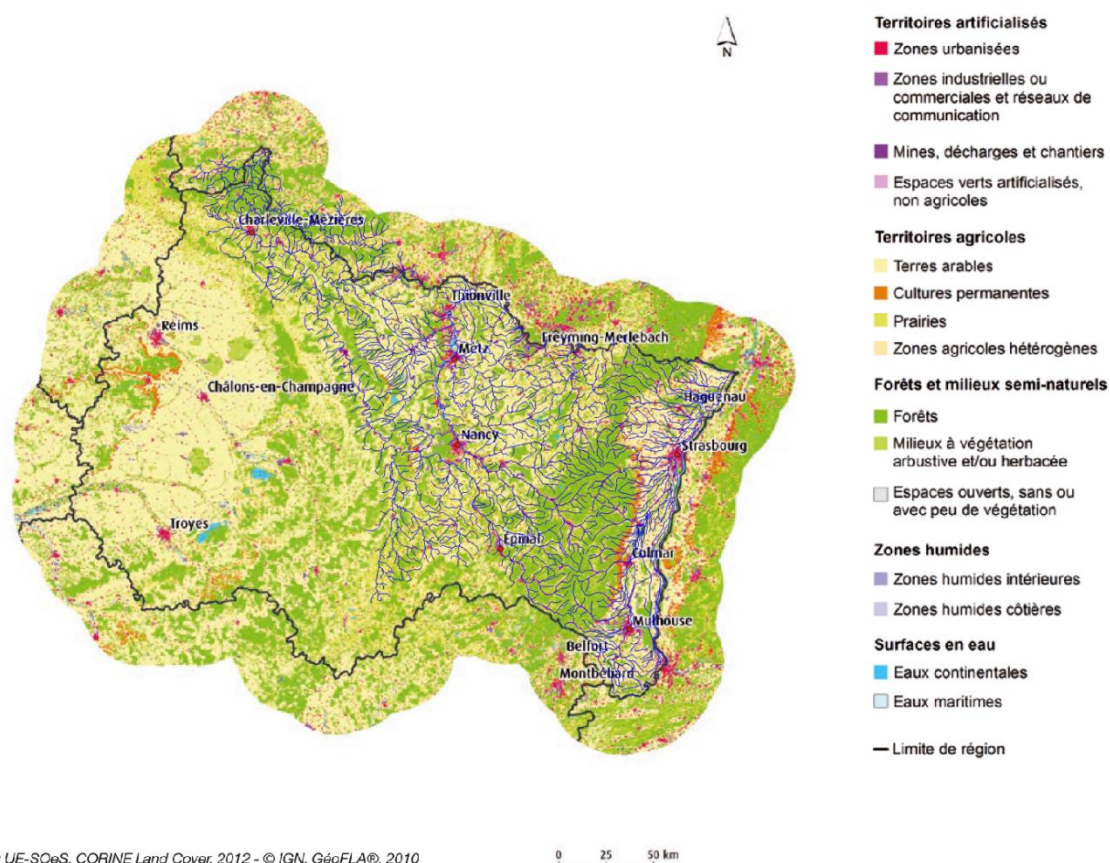 Territoires artificialisés
Zones urbanisées
Zones industrielles ou
commerciales et réseaux de
communication
Mines, décharges et chantiers
Espaces verts artificialisés,
non agricoles
Territoires agricoles
Terres arables
Cultures permanentes
Prairies
Zones agricoles hétérogènes
Forêts et milieux semi-naturels
Forêts
Milieux à végétation
arbustive et/ou herbacée
Espaces ouverts, sans ou
avec peu de végétation
Zones humides
Zones humides intérieures
Zones humides côtières
Surfaces en eau
Eaux continentales
Eaux maritimes
Limite de région
N
Charleville-Mézières
Thionville
Reims
Freyming-Merlebach
Metz
Châlons-en-Champagne
Haguenau
Nancy
Strasbourg
Troyes
Épinal
Colmar
Mulhouse
Belfort
Montbéliard
: UE-SOeS, CORINE Land Cover, 2012 - © IGN, GéoFLA®, 2010
0 25 50 km